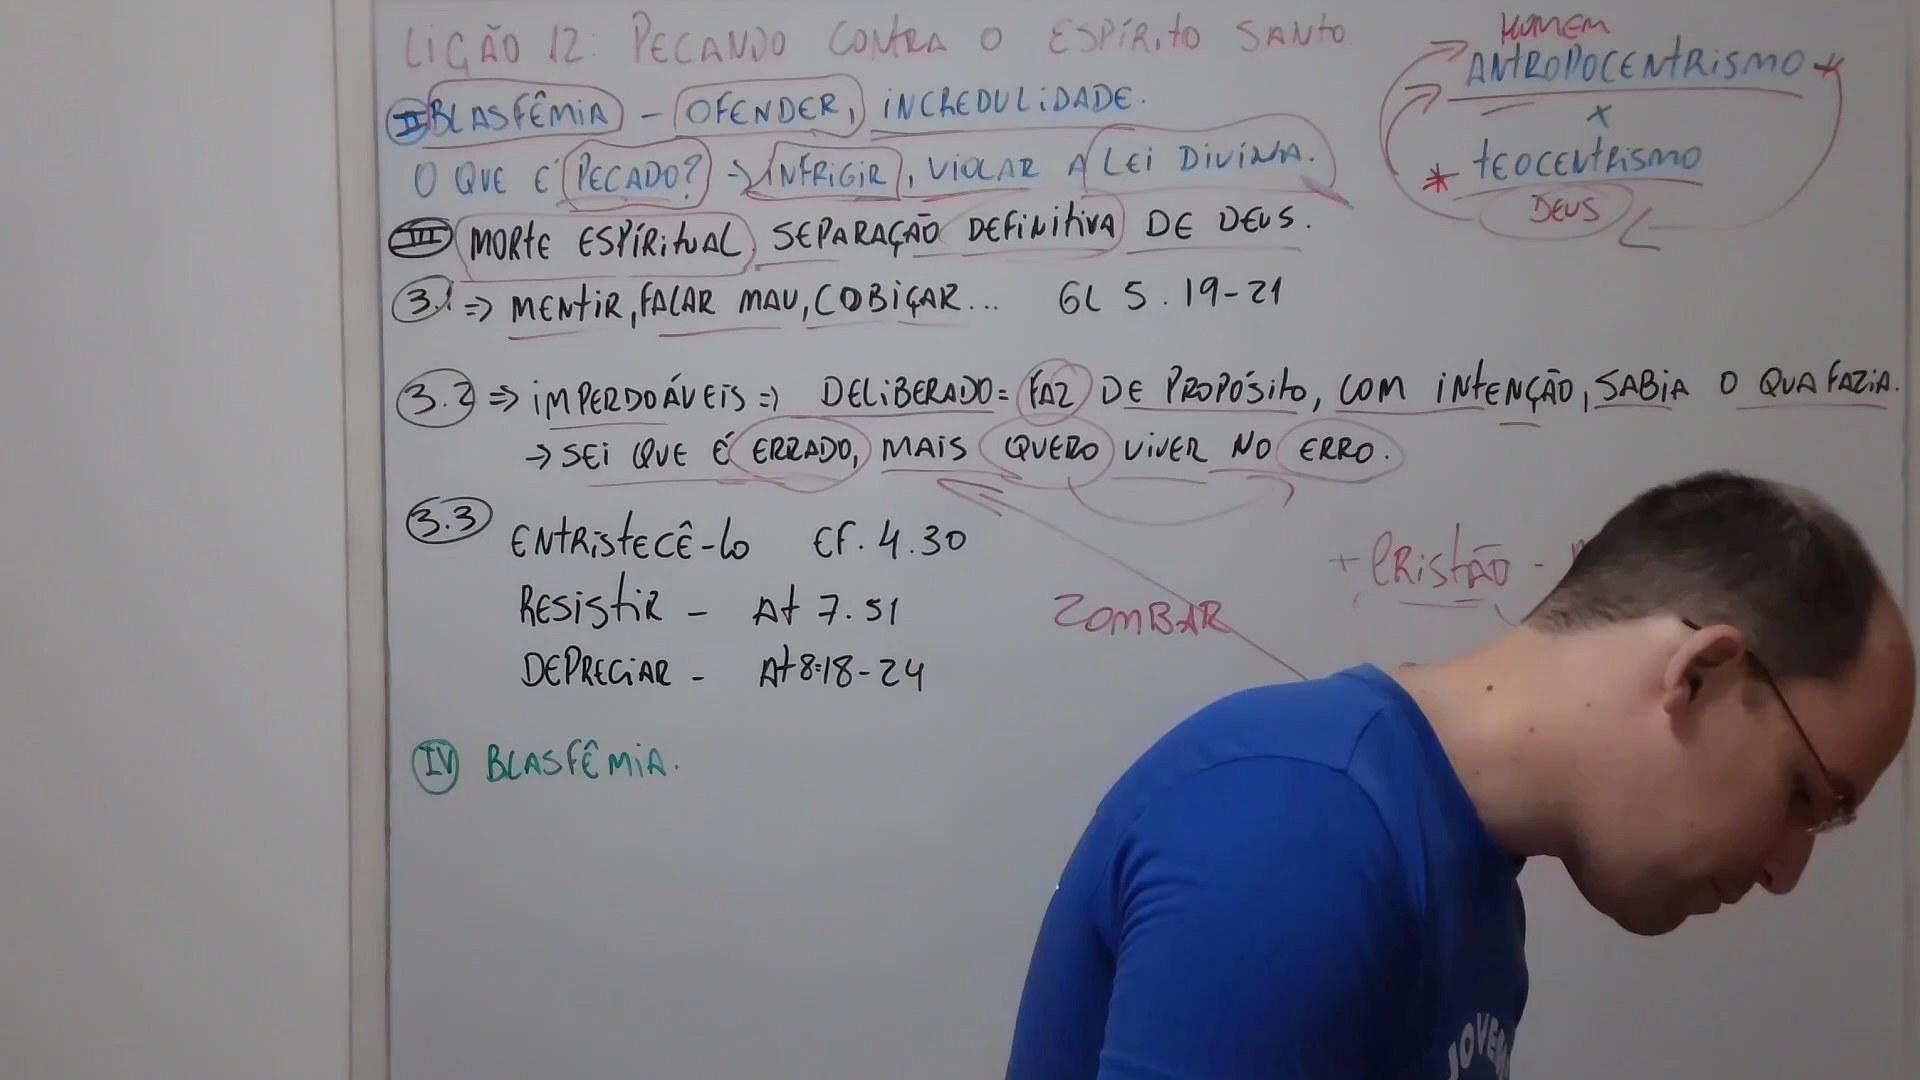 LIÇÃO 12: PECANDO CONTRA O ESPÍRITO SANTO
II BLASFÊMIA - OFENDER, INCREDULIDADE.
O QUE É PECADO? -> INFRIGIR, VIOLAR A LEI DIVINA.
III MORTE ESPÍRITUAL, SEPARAÇÃO DEFINITIVA DE DEUS.
3.1 => MENTIR, FALAR MAU, COBIÇAR... GL 5.19-21
3.2 => IMPERDOÁVEIS => DELIBERADO = FAZ DE PROPÓSITO, COM INTENÇÃO, SABIA O QUA FAZIA.
-> SEI QUE É ERRADO, MAIS QUERO VIVER NO ERRO.
3.3 ENTRISTECÊ-LO EF. 4.30
RESISTIR - At 7.51
DEPRECIAR - At 8:18-24
IV BLASFÊMIA.
HOMEM
ANTROPOCENTRISMO
X
* TEOCENTRISMO
DEUS
+ CRISTÃO -
ZOMBAR